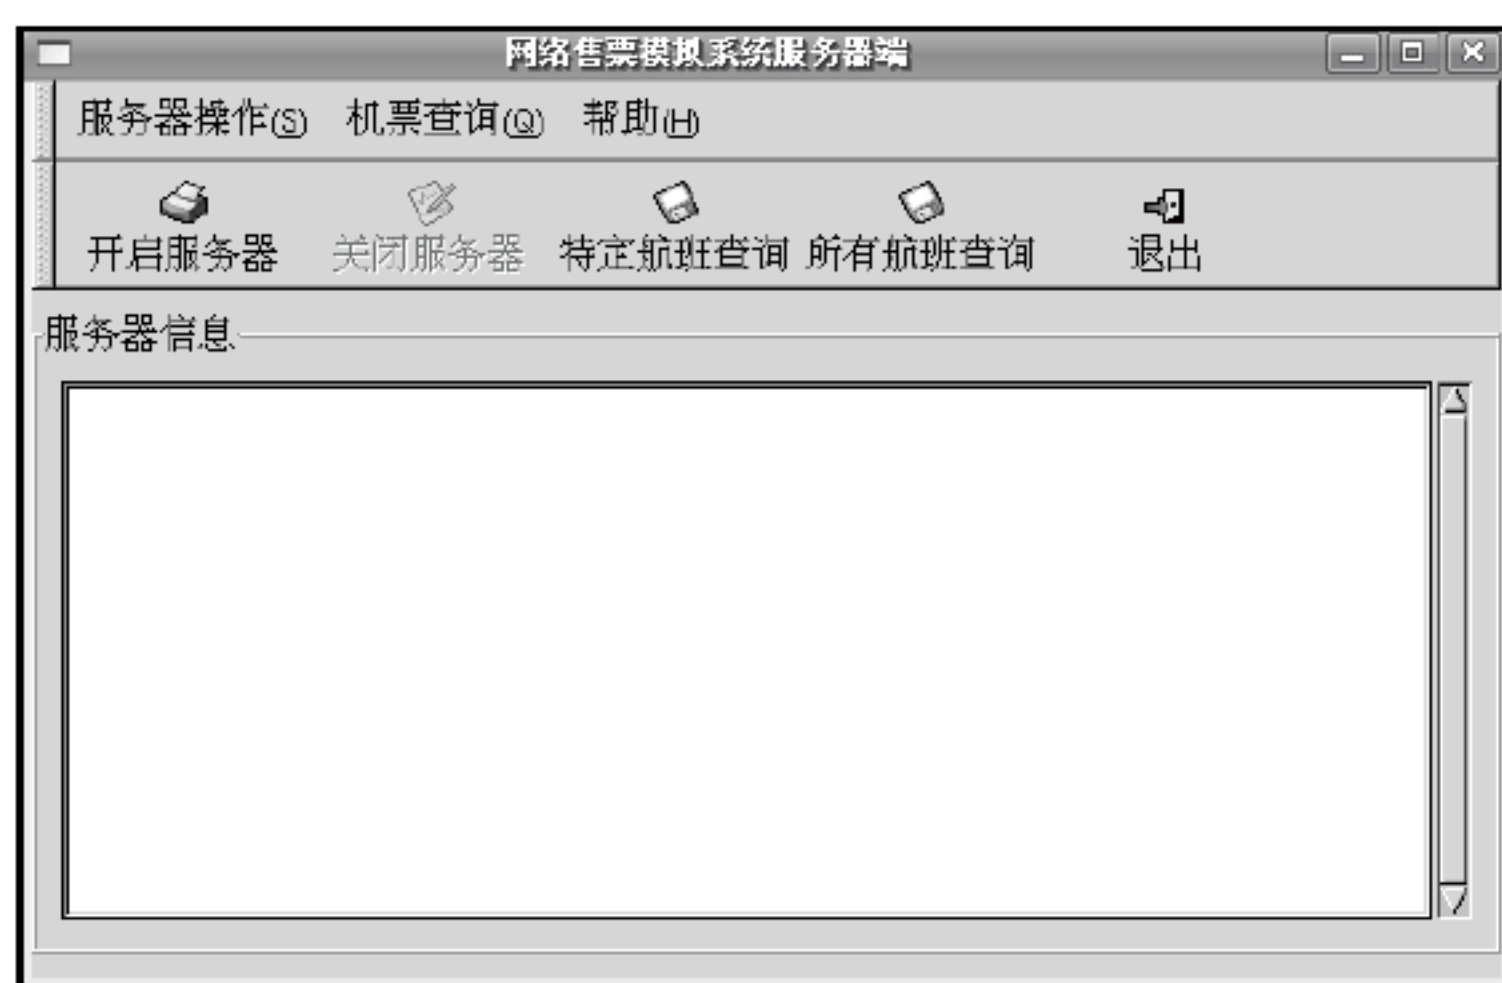 网络售票模拟系统服务器端
服务器操作(S) 机票查询(Q) 帮助(H)
开启服务器 关闭服务器 特定航班查询 所有航班查询 退出
服务器信息